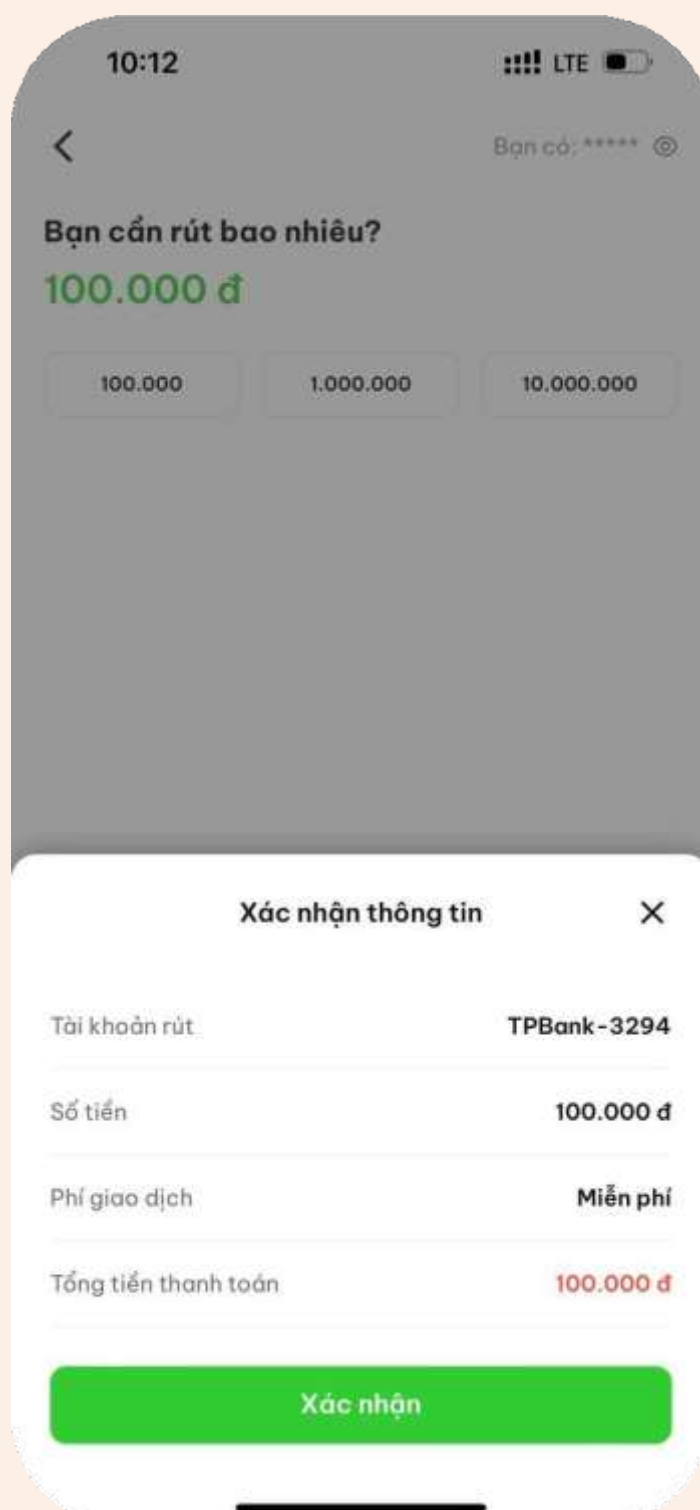 10:12 LTE
Bạn có: *****
Bạn cần rút bao nhiêu?
100.000 đ
100.000 1.000.000 10.000.000
Xác nhận thông tin
Tài khoản rút TPBank-3294
Số tiền 100.000 đ
Phí giao dịch Miễn phí
Tổng tiền thanh toán 100.000 đ
Xác nhận